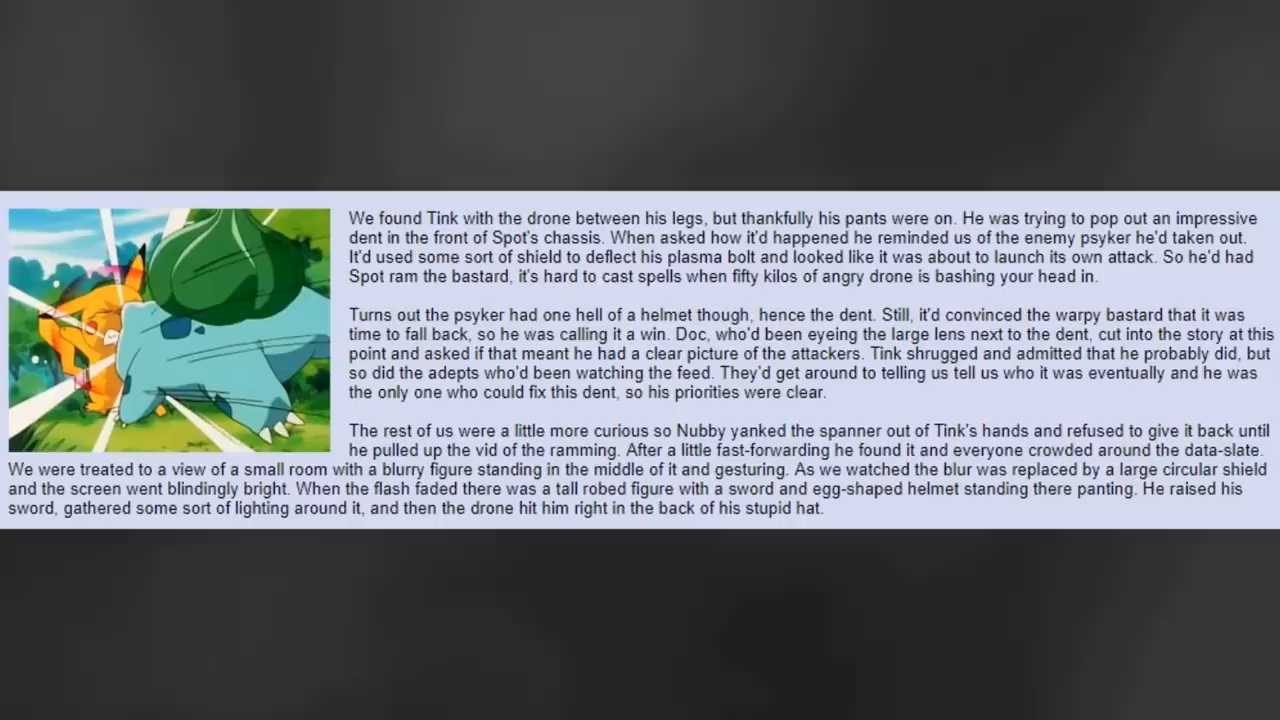 We found Tink with the drone between his legs, but thankfully his pants were on. He was trying to pop out an impressive
dent in the front of Spot's chassis. When asked how it'd happened he reminded us of the enemy psyker he'd taken out.
It'd used some sort of shield to deflect his plasma bolt and looked like it was about to launch its own attack. So he'd had
Spot ram the bastard, it's hard to cast spells when fifty kilos of angry drone is bashing your head in.
Turns out the psyker had one hell of a helmet though, hence the dent. Still, it'd convinced the warpy bastard that it was
time to fall back, so he was calling it a win. Doc, who'd been eyeing the large lens next to the dent, cut into the story at this
point and asked if that meant he had a clear picture of the attackers. Tink shrugged and admitted that he probably did, but
so did the adepts who'd been watching the feed. They'd get around to telling us tell us who it was eventually and he was
the only one who could fix this dent, so his priorities were clear.
The rest of us were a little more curious so Nubby yanked the spanner out of Tink's hands and refused to give it back until
he pulled up the vid of the ramming. After a little fast-forwarding he found it and everyone crowded around the data-slate.
We were treated to a view of a small room with a blurry figure standing in the middle of it and gesturing. As we watched the blur was replaced by a large circular shield
and the screen went blindingly bright. When the flash faded there was a tall robed figure with a sword and egg-shaped helmet standing there panting. He raised his
sword, gathered some sort of lighting around it, and then the drone hit him right in the back of his stupid hat.